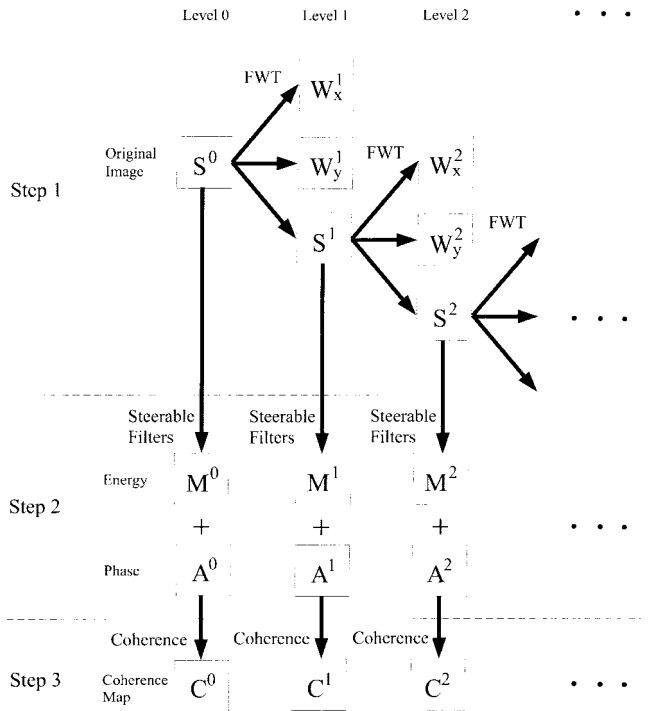 Level 0 Level 1 Level 2 . . .
FWT W_x^1
Original Image S^0 W_y^1 FWT W_x^2
Step 1
S^1 W_y^2 FWT
S^2 . . .
Steerable Filters Steerable Filters Steerable Filters
Energy M^0 M^1 M^2
Step 2 + + + . . .
Phase A^0 A^1 A^2
Coherence Coherence Coherence
Step 3 Coherence Map C^0 C^1 C^2 . . .